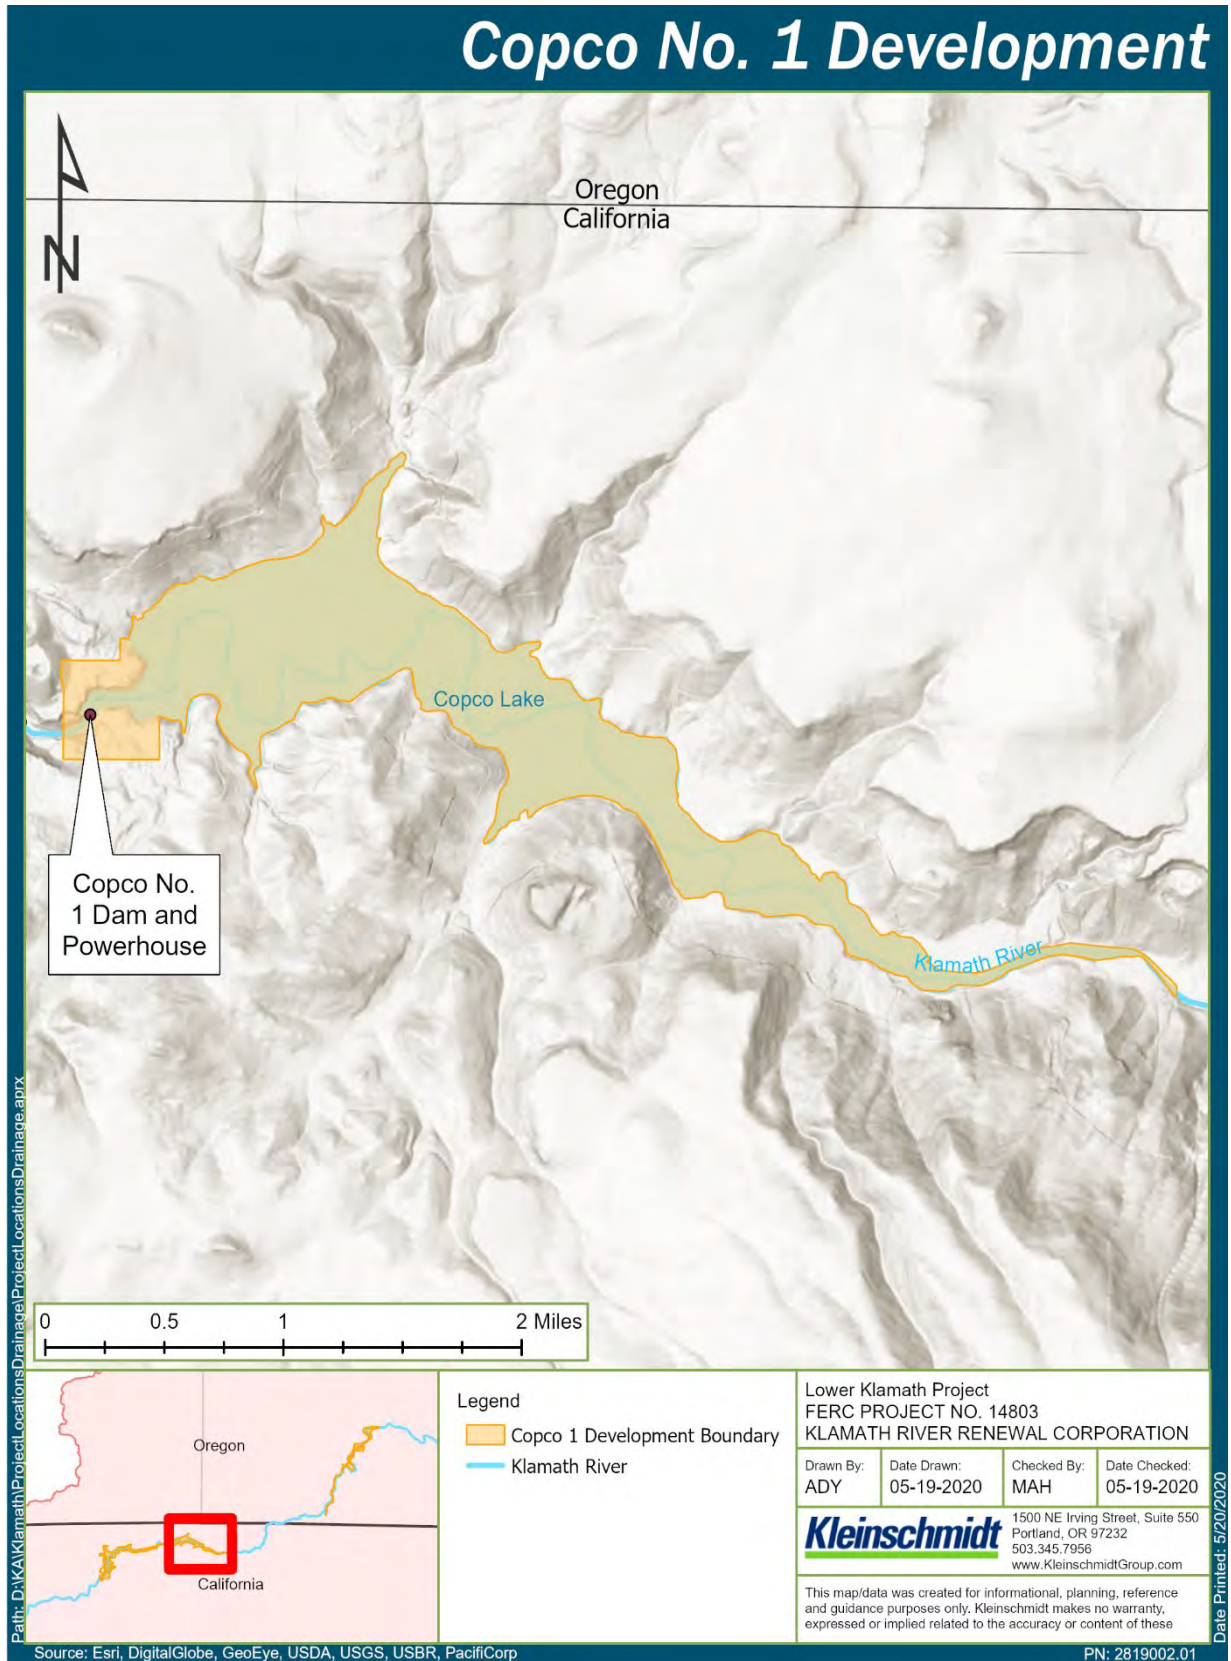 Copco No. 1 Development
Oregon
California
N
Copco Lake
Copco No.
1 Dam and
Powerhouse
Klamath River
0 0.5 1 2 Miles
Oregon
California
Legend
Copco 1 Development Boundary
Klamath River
Lower Klamath Project
FERC PROJECT NO. 14803
KLAMATH RIVER RENEWAL CORPORATION
Drawn By: Date Drawn: Checked By: Date Checked:
ADY 05-19-2020 MAH 05-19-2020
Kleinschmidt
1500 NE Irving Street, Suite 550
Portland, OR 97232
503.345.7956
www.KleinschmidtGroup.com
This map/data was created for informational, planning, reference
and guidance purposes only. Kleinschmidt makes no warranty,
expressed or implied related to the accuracy or content of these
Path: D:\KA\Klamath\ProjectLocationsDrainage\ProjectLocationsDrainage.aprx
Date Printed: 5/20/2020
Source: Esri, DigitalGlobe, GeoEye, USDA, USGS, USBR, PacifiCorp
PN: 2819002.01